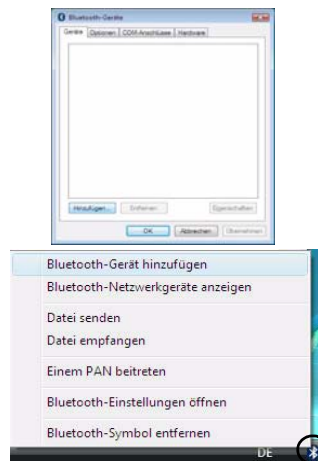 Bluetooth-Geräte
Geräte Optionen COM-Anschlüsse Hardware
Hinzufügen... Entfernen Eigenschaften
OK Abbrechen Übernehmen
Bluetooth-Gerät hinzufügen
Bluetooth-Netzwerkgeräte anzeigen
Datei senden
Datei empfangen
Einem PAN beitreten
Bluetooth-Einstellungen öffnen
Bluetooth-Symbol entfernen
DE